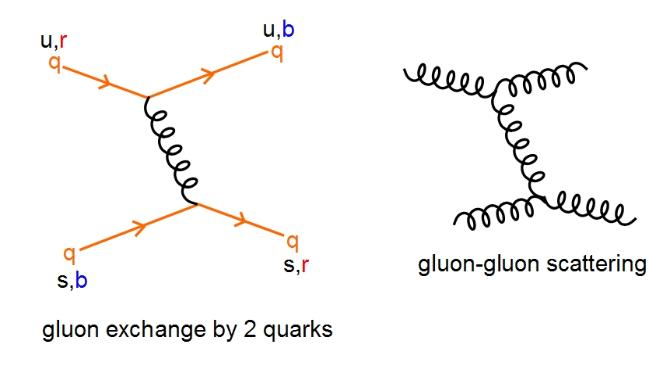 u,r
q
u,b
q
q
s,b
q
s,r
gluon exchange by 2 quarks
gluon-gluon scattering